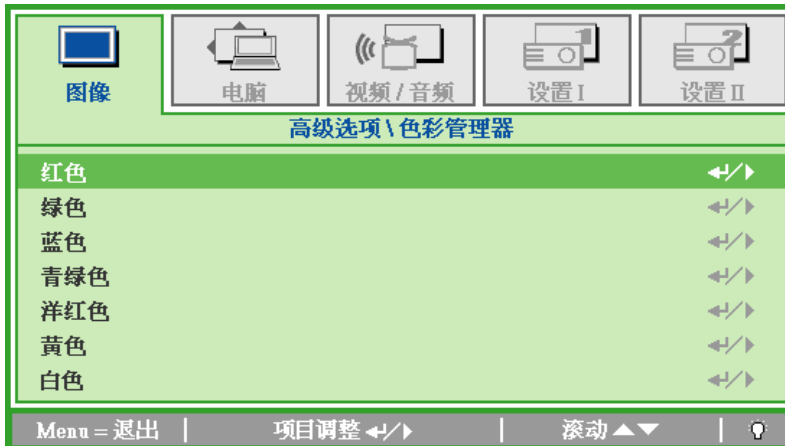 图像
电脑
视频 / 音频
设置 I
设置 II
高级选项 \ 色彩管理器
红色
绿色
蓝色
青绿色
洋红色
黄色
白色
Menu = 退出 | 项目调整 ↵/▶ | 滚动 ▲▼ |